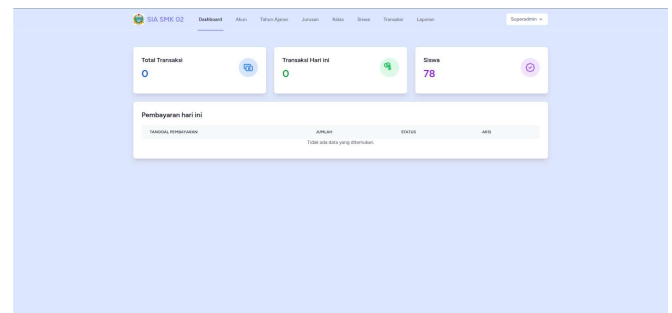 SIA SMK 02 Dashboard Akun Tahun Ajaran Jurusan Kelas Siswa Transaksi Laporan Superadmin
Total Transaksi
0
Transaksi Hari ini
0
Siswa
78
Pembayaran hari ini
TANGGAL PEMBAYARAN JUMLAH STATUS AKSI
Tidak ada data yang ditemukan.